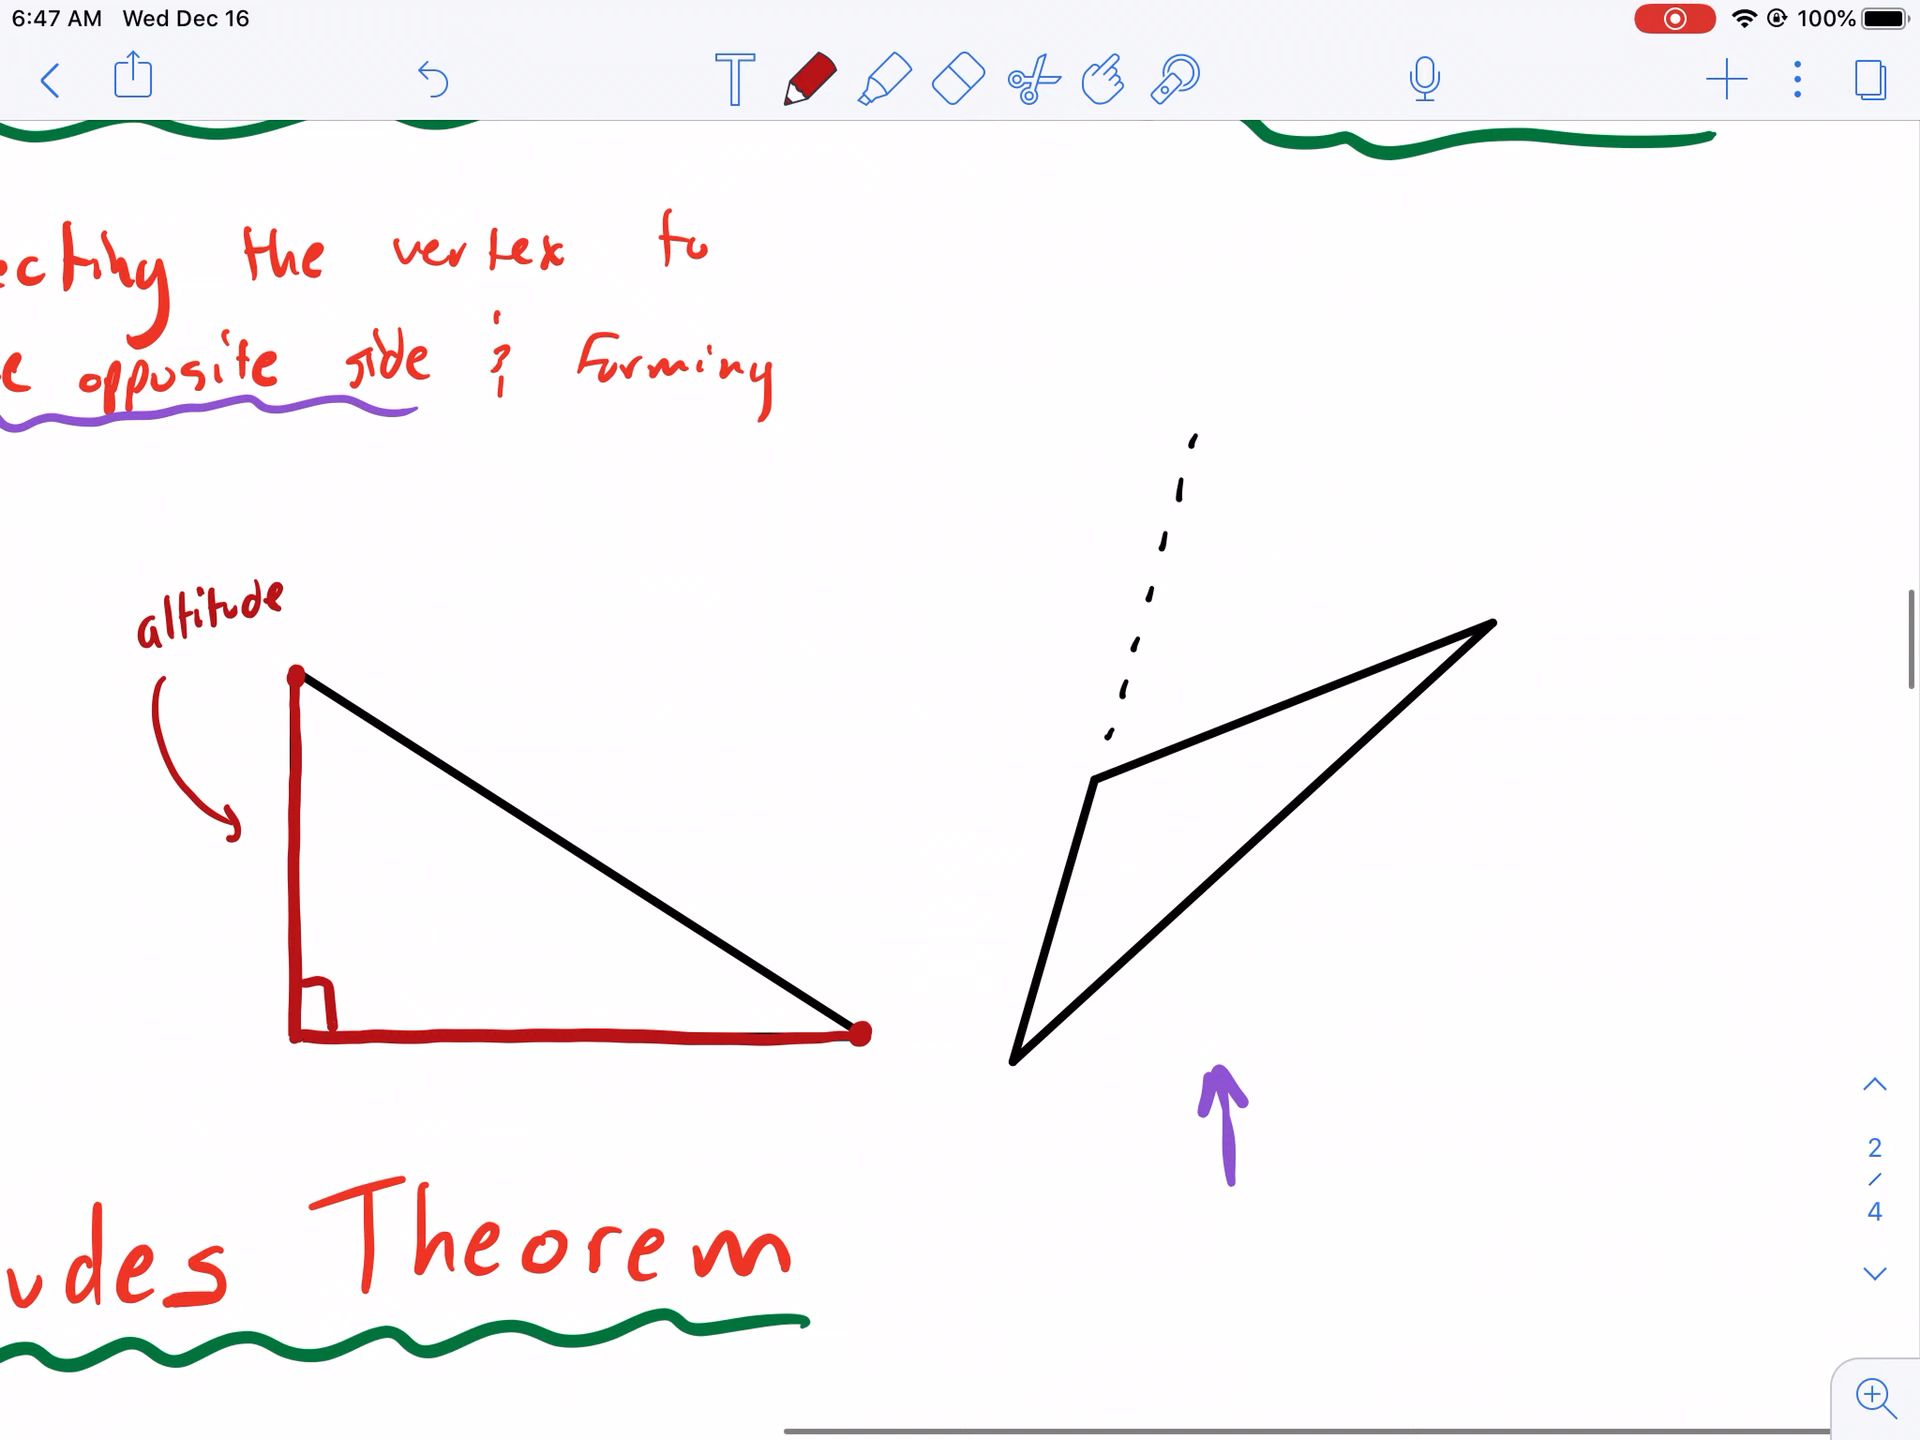 6:47 AM Wed Dec 16
100%
T
ecting the vertex to
e opposite side & Forming
altitude
udes Theorem
2
/
4